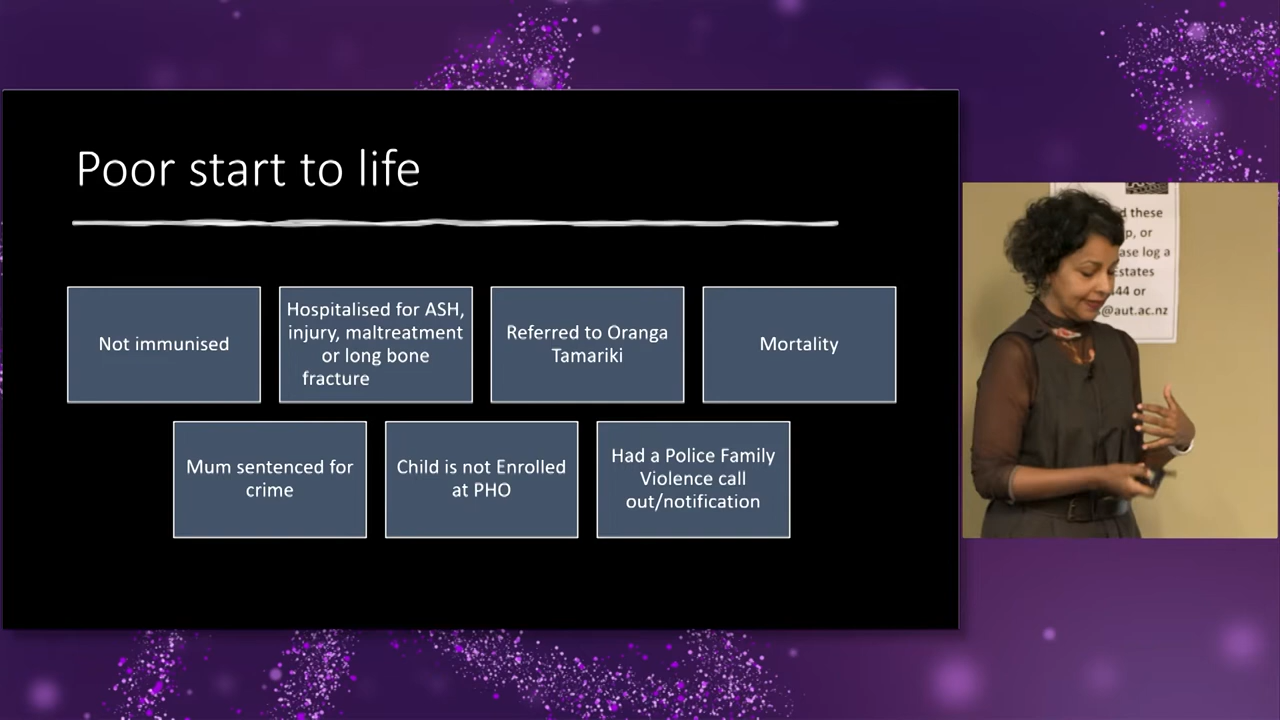 Poor start to life
Not immunised
Hospitalised for ASH,
injury, maltreatment
or long bone
fracture
Referred to Oranga
Tamariki
Mortality
Mum sentenced for
crime
Child is not Enrolled
at PHO
Had a Police Family
Violence call
out/notification
these
or
log a
44 or
@aut.ac.nz